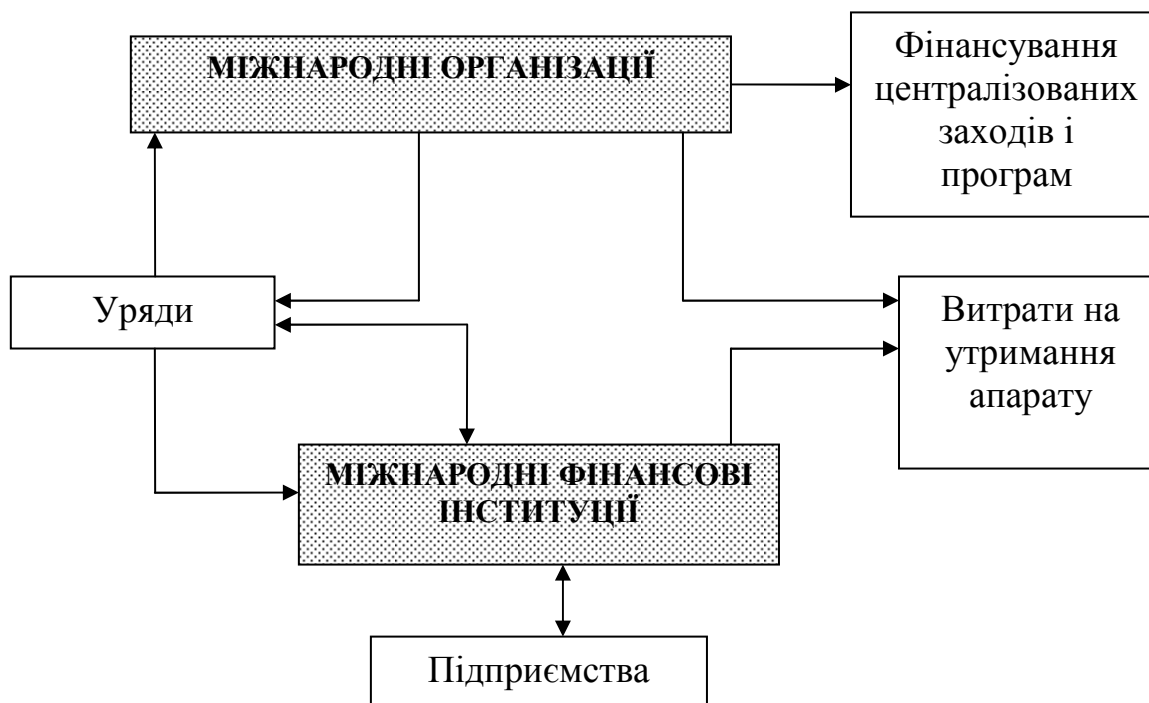 МІЖНАРОДНІ ОРГАНІЗАЦІЇ
Фінансування
централізованих
заходів і
програм
Уряди
Витрати на
утримання
апарату
МІЖНАРОДНІ ФІНАНСОВІ
ІНСТИТУЦІЇ
Підприємства